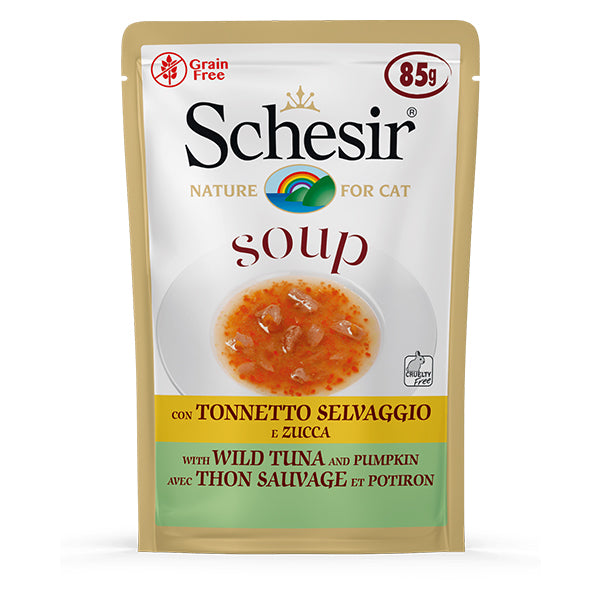 Grain
Free
85g
Schesir®
NATURE FOR CAT
soup
CRUELTY
Free
CON TONNETTO SELVAGGIO
E ZUCCA
WITH WILD TUNA AND PUMPKIN
AVEC THON SAUVAGE ET POTIRON